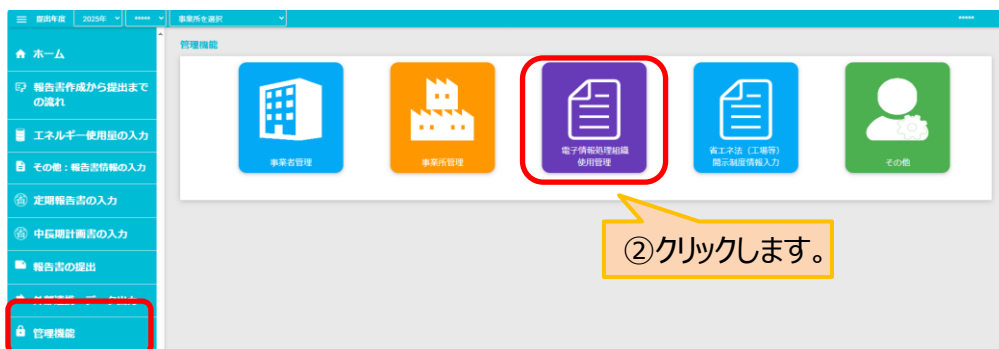 提出年度 2025年 ***** 事業所を選択 *****
ホーム
報告書作成から提出まで
の流れ
エネルギー使用量の入力
その他：報告書情報の入力
定期報告書の入力
中長期計画書の入力
報告書の提出
管理機能
管理機能
事業者管理
事業所管理
電子情報処理組織
使用管理
省エネ法（工場等）
開示制度情報入力
その他
②クリックします。